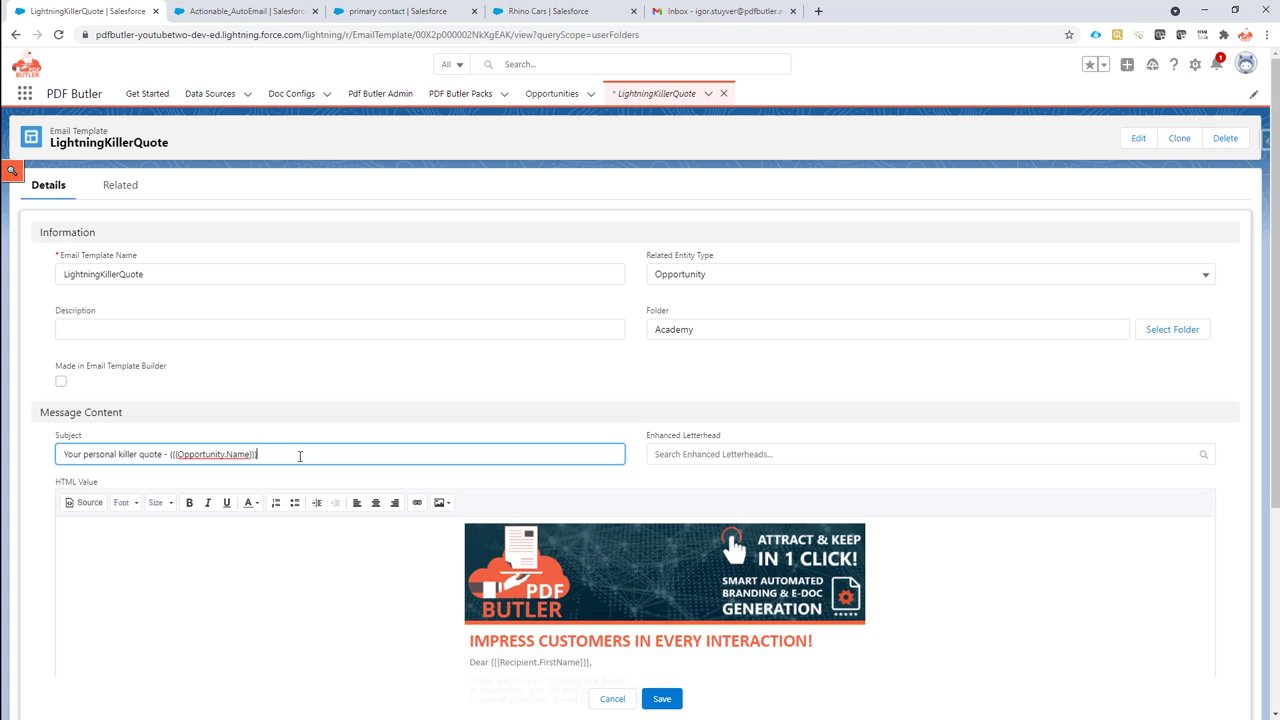 LightningKillerQuote | Salesforce
Actionable_AutoEmail | Salesforc
primary contact | Salesforce
Rhino Cars | Salesforce
Inbox - igor.stuyver@pdfbutler.e
pdfbutler-youtubetwo-dev-ed.lightning.force.com/lightning/r/EmailTemplate/00X2p000002NkXgEAK/view?queryScope=userFolders
PDF
BUTLER
All
Search...
1
PDF Butler
Get Started
Data Sources
Doc Configs
Pdf Butler Admin
PDF Butler Packs
Opportunities
* LightningKillerQuote
Email Template
LightningKillerQuote
Edit
Clone
Delete
Details
Related
Information
* Email Template Name
LightningKillerQuote
Related Entity Type
Opportunity
Description
Folder
Academy
Select Folder
Made in Email Template Builder
Message Content
Subject
Your personal killer quote - {{{Opportunity.Name}}}
Enhanced Letterhead
Search Enhanced Letterheads...
HTML Value
Source
Font
Size
B
I
U
A
PDF
BUTLER
ATTRACT & KEEP
IN 1 CLICK!
SMART AUTOMATED
BRANDING & E-DOC
GENERATION
IMPRESS CUSTOMERS IN EVERY INTERACTION!
Dear {{{Recipient.FirstName}}},
Cancel
Save